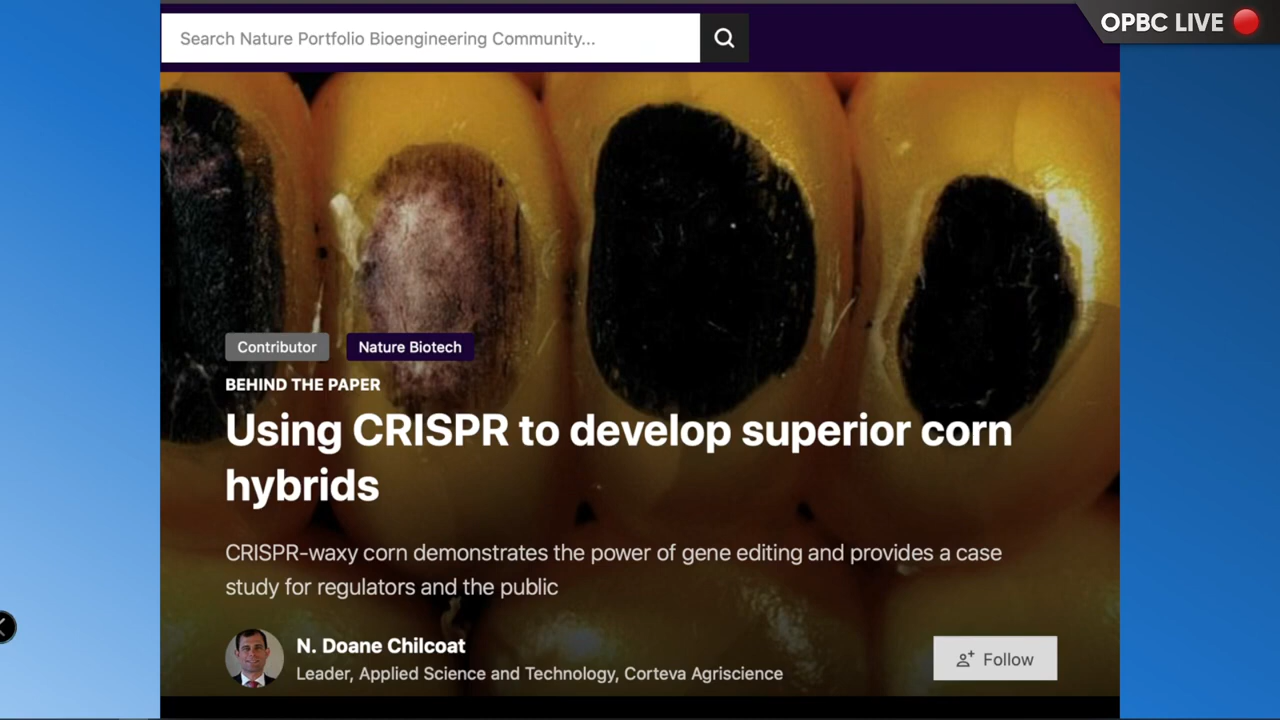 OPBC LIVE
Search Nature Portfolio Bioengineering Community...
Contributor
Nature Biotech
BEHIND THE PAPER
Using CRISPR to develop superior corn
hybrids
CRISPR-waxy corn demonstrates the power of gene editing and provides a case
study for regulators and the public
N. Doane Chilcoat
Leader, Applied Science and Technology, Corteva Agriscience
Follow